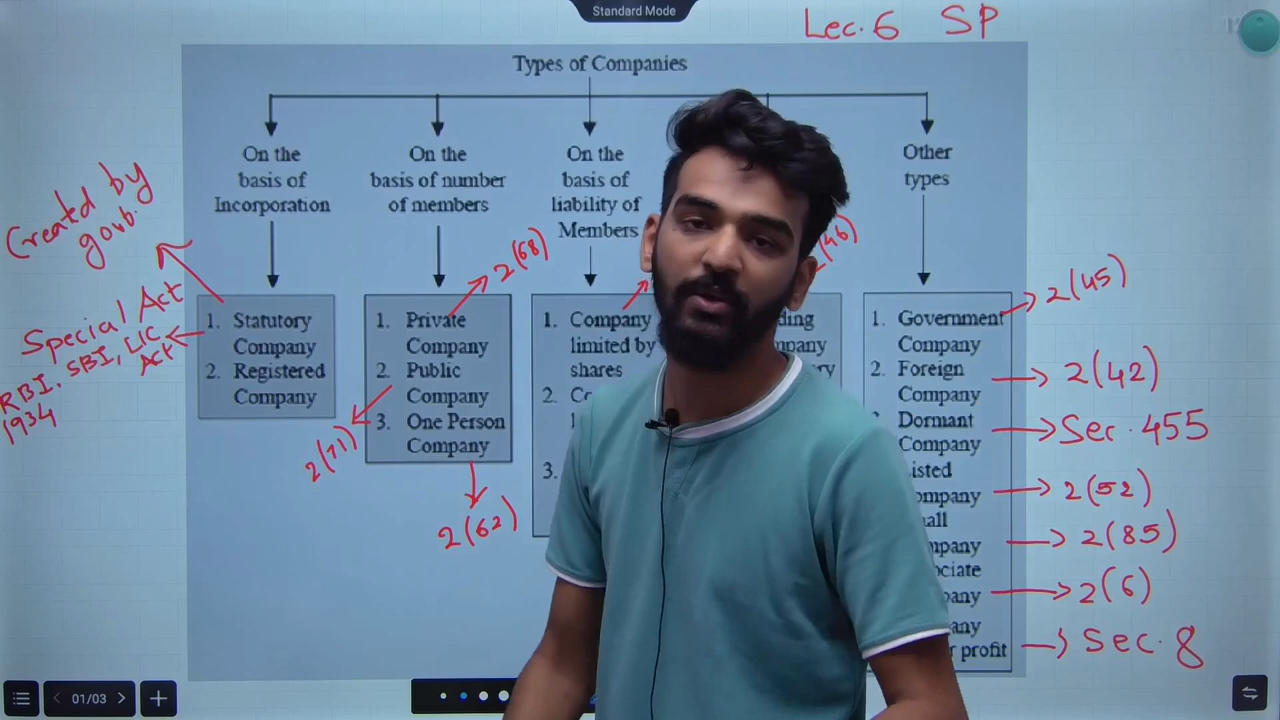 Standard Mode
Lec. 6 SP
Types of Companies
On the
basis of
Incorporation
On the
basis of number
of members
On the
basis of
liability of
Members
Other
types
Created by
govt.
Special Act
RBI, SBI, LIC
Act
1934
1. Statutory
Company
2. Registered
Company
2(68)
1. Private
Company
2. Public
Company
3. One Person
Company
2(71)
2(62)
1. Company
limited by
shares
2.
3.
2(46)
1. Government
Company
2. Foreign
Company
Dormant
Company
2(45)
2(42)
Sec. 455
2(52)
2(85)
2(6)
profit
Sec. 8
01/03